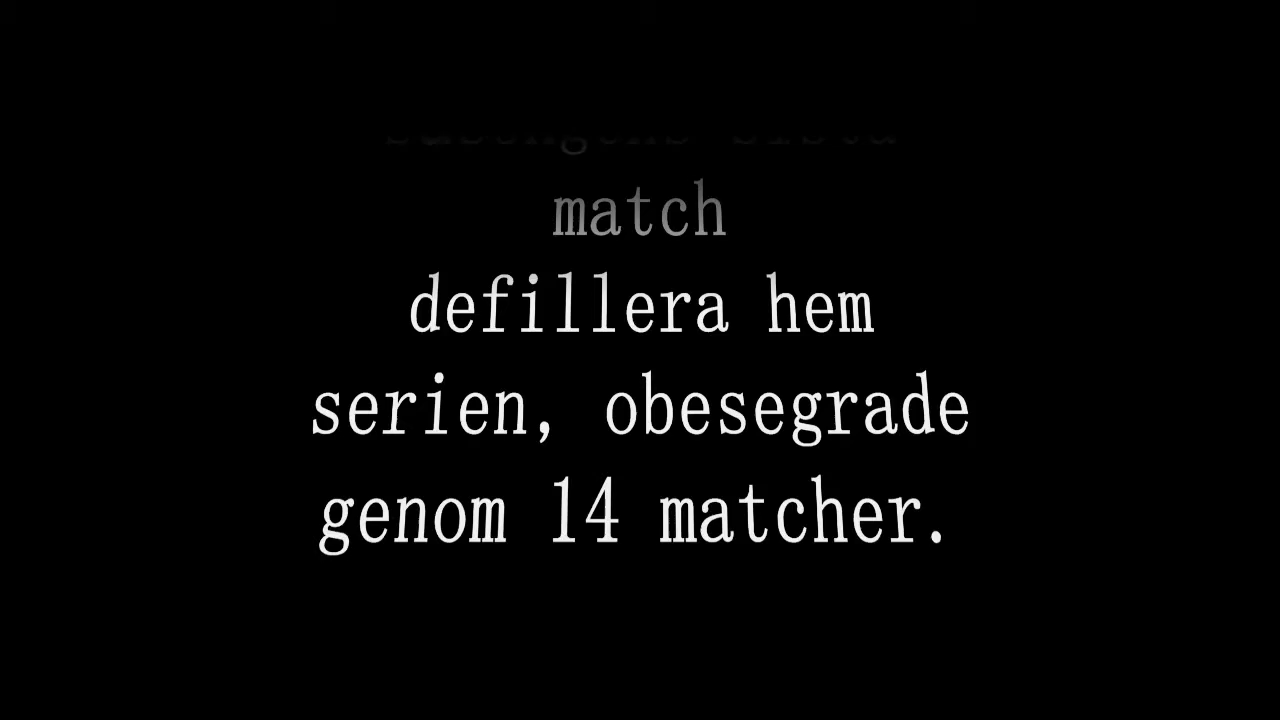 match
defillera hem
serien, obesegrade
genom 14 matcher.